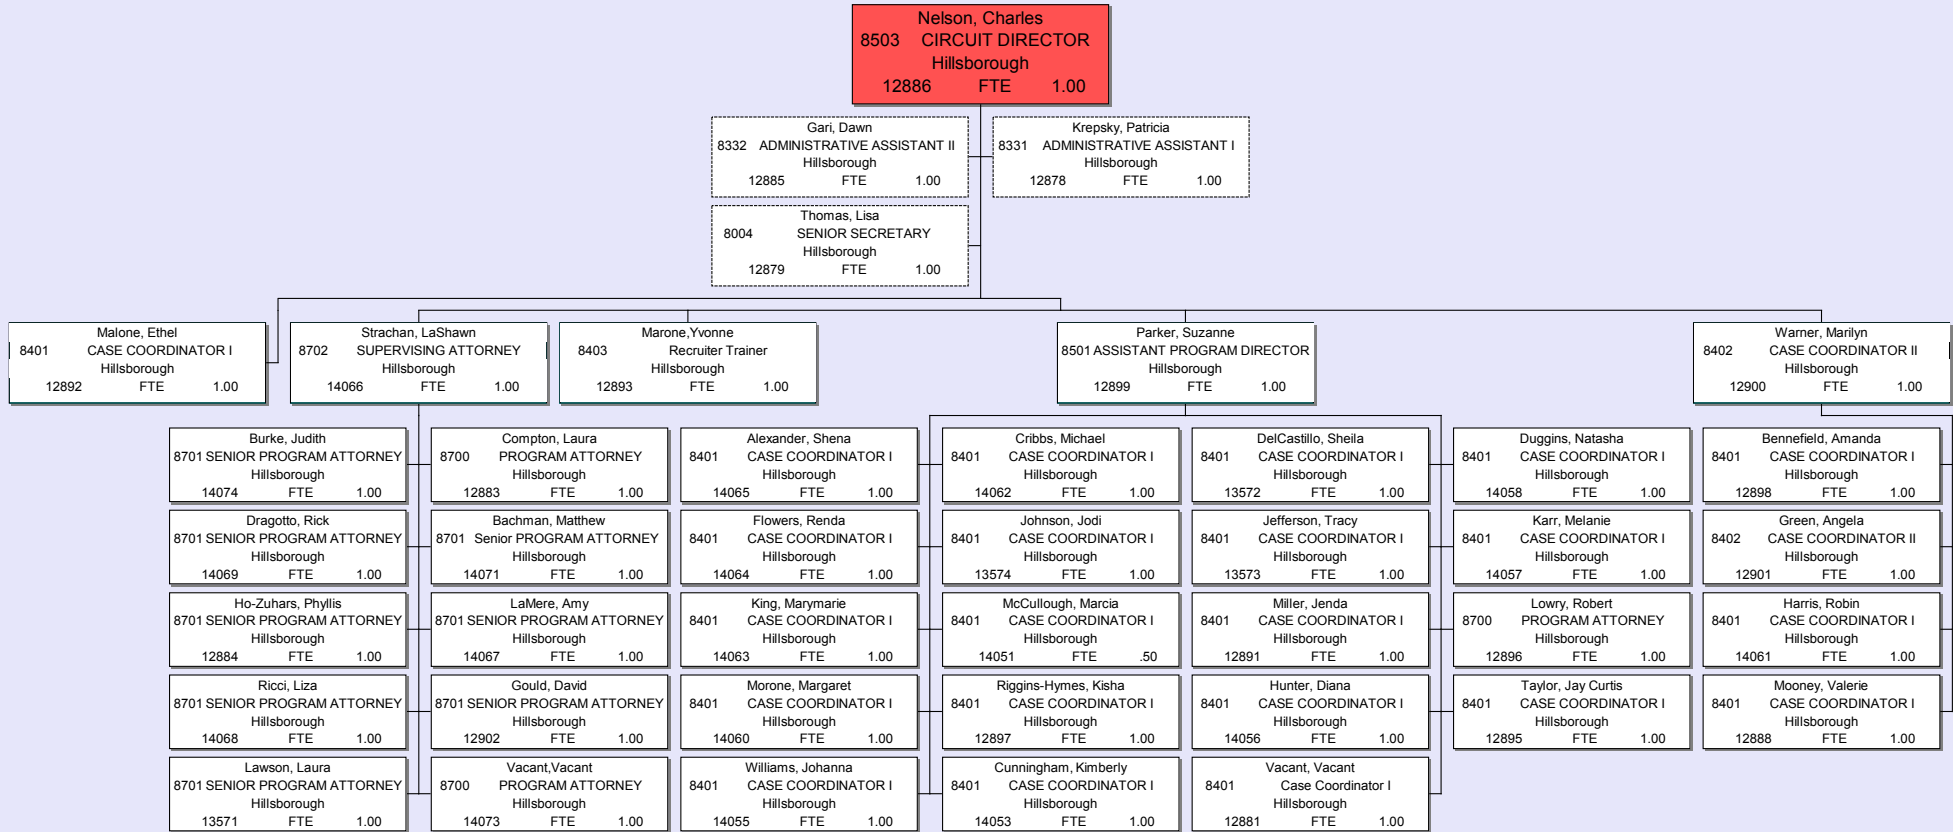 Nelson, Charles
8503 CIRCUIT DIRECTOR
Hillsborough
12886 FTE 1.00
Gari, Dawn
8332 ADMINISTRATIVE ASSISTANT II
Hillsborough
12885 FTE 1.00
Krepsky, Patricia
8331 ADMINISTRATIVE ASSISTANT I
Hillsborough
12878 FTE 1.00
Thomas, Lisa
8004 SENIOR SECRETARY
Hillsborough
12879 FTE 1.00
Malone, Ethel
8401 CASE COORDINATOR I
Hillsborough
12892 FTE 1.00
Strachan, LaShawn
8702 SUPERVISING ATTORNEY
Hillsborough
14066 FTE 1.00
Marone,Yvonne
8403 Recruiter Trainer
Hillsborough
12893 FTE 1.00
Parker, Suzanne
8501 ASSISTANT PROGRAM DIRECTOR
Hillsborough
12899 FTE 1.00
Warner, Marilyn
8402 CASE COORDINATOR II
Hillsborough
12900 FTE 1.00
Burke, Judith
8701 SENIOR PROGRAM ATTORNEY
Hillsborough
14074 FTE 1.00
Compton, Laura
8700 PROGRAM ATTORNEY
Hillsborough
12883 FTE 1.00
Alexander, Shena
8401 CASE COORDINATOR I
Hillsborough
14065 FTE 1.00
Cribbs, Michael
8401 CASE COORDINATOR I
Hillsborough
14062 FTE 1.00
DelCastillo, Sheila
8401 CASE COORDINATOR I
Hillsborough
13572 FTE 1.00
Duggins, Natasha
8401 CASE COORDINATOR I
Hillsborough
14058 FTE 1.00
Bennefield, Amanda
8401 CASE COORDINATOR I
Hillsborough
12898 FTE 1.00
Dragotto, Rick
8701 SENIOR PROGRAM ATTORNEY
Hillsborough
14069 FTE 1.00
Bachman, Matthew
8701 Senior PROGRAM ATTORNEY
Hillsborough
14071 FTE 1.00
Flowers, Renda
8401 CASE COORDINATOR I
Hillsborough
14064 FTE 1.00
Johnson, Jodi
8401 CASE COORDINATOR I
Hillsborough
13574 FTE 1.00
Jefferson, Tracy
8401 CASE COORDINATOR I
Hillsborough
13573 FTE 1.00
Karr, Melanie
8401 CASE COORDINATOR I
Hillsborough
14057 FTE 1.00
Green, Angela
8402 CASE COORDINATOR II
Hillsborough
12901 FTE 1.00
Ho-Zuhars, Phyllis
8701 SENIOR PROGRAM ATTORNEY
Hillsborough
12884 FTE 1.00
LaMere, Amy
8701 SENIOR PROGRAM ATTORNEY
Hillsborough
14067 FTE 1.00
King, Marymarie
8401 CASE COORDINATOR I
Hillsborough
14063 FTE 1.00
McCullough, Marcia
8401 CASE COORDINATOR I
Hillsborough
14051 FTE .50
Miller, Jenda
8401 CASE COORDINATOR I
Hillsborough
12891 FTE 1.00
Lowry, Robert
8700 PROGRAM ATTORNEY
Hillsborough
12896 FTE 1.00
Harris, Robin
8401 CASE COORDINATOR I
Hillsborough
14061 FTE 1.00
Ricci, Liza
8701 SENIOR PROGRAM ATTORNEY
Hillsborough
14068 FTE 1.00
Gould, David
8701 SENIOR PROGRAM ATTORNEY
Hillsborough
12902 FTE 1.00
Morone, Margaret
8401 CASE COORDINATOR I
Hillsborough
14060 FTE 1.00
Riggins-Hymes, Kisha
8401 CASE COORDINATOR I
Hillsborough
12897 FTE 1.00
Hunter, Diana
8401 CASE COORDINATOR I
Hillsborough
14056 FTE 1.00
Taylor, Jay Curtis
8401 CASE COORDINATOR I
Hillsborough
12895 FTE 1.00
Mooney, Valerie
8401 CASE COORDINATOR I
Hillsborough
12888 FTE 1.00
Lawson, Laura
8701 SENIOR PROGRAM ATTORNEY
Hillsborough
13571 FTE 1.00
Vacant,Vacant
8700 PROGRAM ATTORNEY
Hillsborough
14073 FTE 1.00
Williams, Johanna
8401 CASE COORDINATOR I
Hillsborough
14055 FTE 1.00
Cunningham, Kimberly
8401 CASE COORDINATOR I
Hillsborough
14053 FTE 1.00
Vacant, Vacant
8401 Case Coordinator I
Hillsborough
12881 FTE 1.00